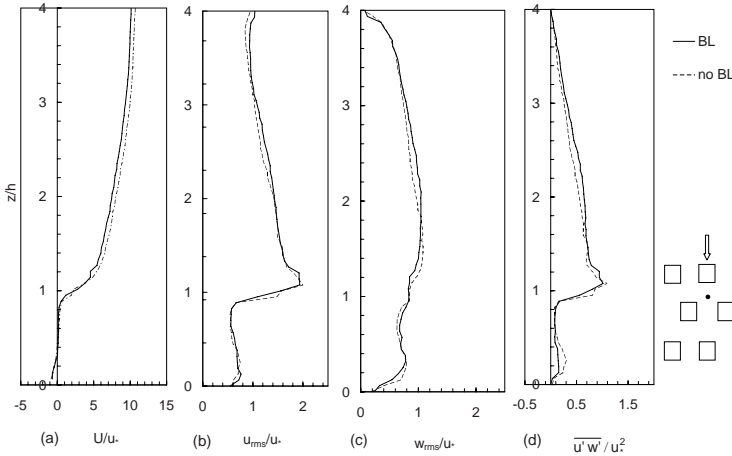 4 4 4 4
BL
no BL
3 3 3 3
z/h
2 2 2 2
1 1 1 1
0 0 0 0
-5 0 5 10 15
0 1 2
0 1 2
-0.5 0.5 1.5
(a) U/u*
(b) u_rms/u*
(c) w_rms/u*
(d) u' w' / u*²